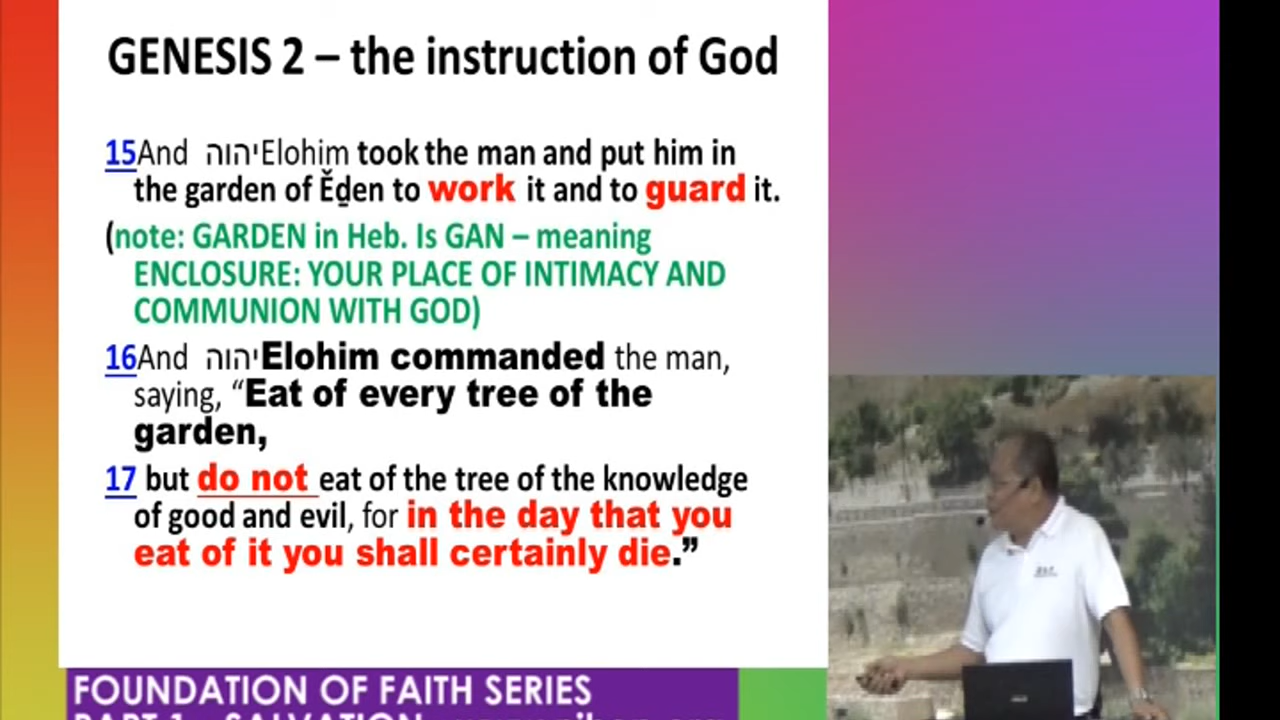 GENESIS 2 – the instruction of God
15And יהוה Elohim took the man and put him in
the garden of Ěḏen to work it and to guard it.
(note: GARDEN in Heb. Is GAN – meaning
ENCLOSURE: YOUR PLACE OF INTIMACY AND
COMMUNION WITH GOD)
16And יהוה Elohim commanded the man,
saying, “Eat of every tree of the
garden,
17 but do not eat of the tree of the knowledge
of good and evil, for in the day that you
eat of it you shall certainly die.”
FOUNDATION OF FAITH SERIES
PART 1 – SALVATION